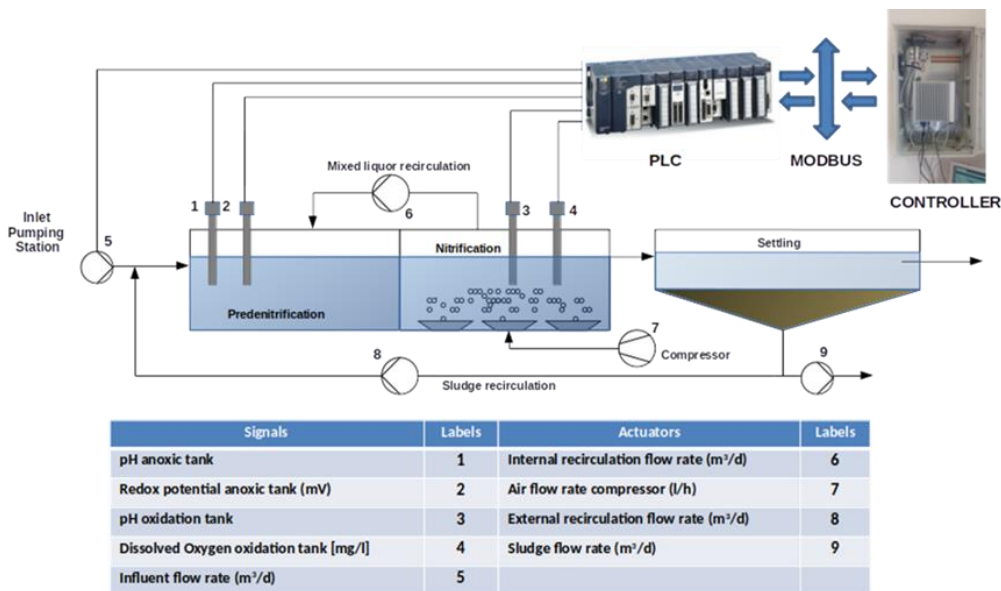 PLC
MODBUS
CONTROLLER
Mixed liquor recirculation
1
2
6
3
4
Inlet
Pumping
Station
5
Nitrification
Settling
Predenitrification
7
Compressor
8
9
Sludge recirculation
Signals Labels Actuators Labels
pH anoxic tank 1 Internal recirculation flow rate (m³/d) 6
Redox potential anoxic tank (mV) 2 Air flow rate compressor (l/h) 7
pH oxidation tank 3 External recirculation flow rate (m³/d) 8
Dissolved Oxygen oxidation tank [mg/l] 4 Sludge flow rate (m³/d) 9
Influent flow rate (m³/d) 5